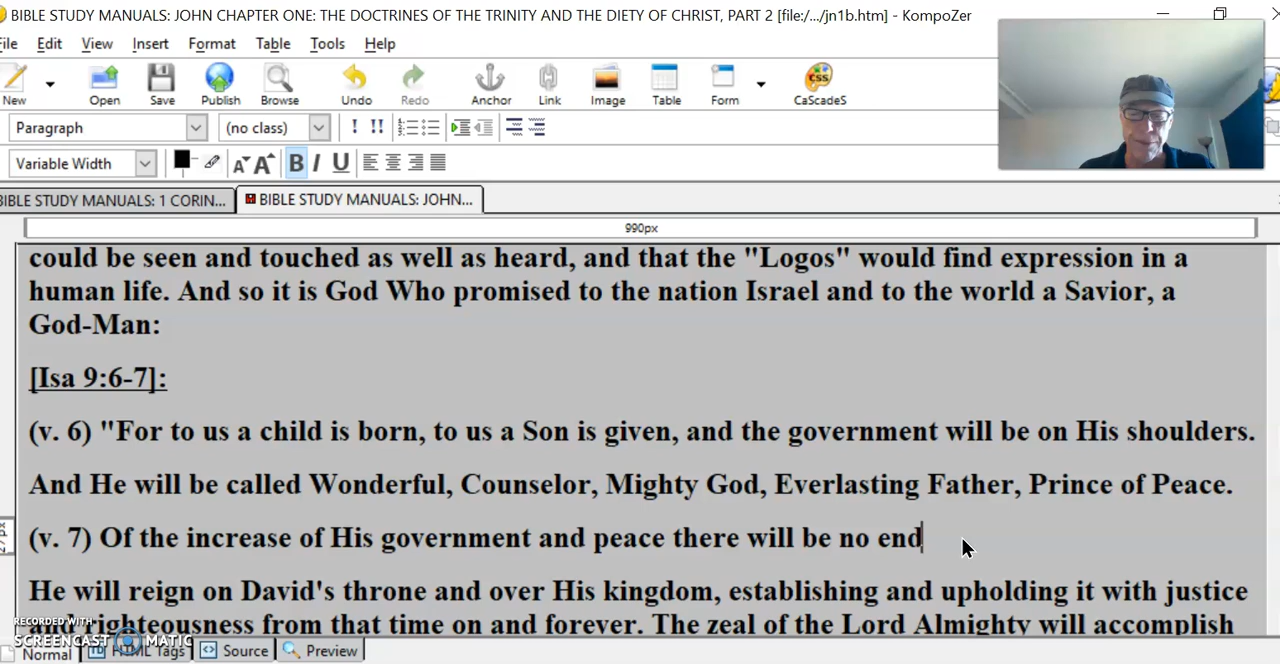 BIBLE STUDY MANUALS: JOHN CHAPTER ONE: THE DOCTRINES OF THE TRINITY AND THE DIETY OF CHRIST, PART 2 [file:/.../jn1b.htm] - KompoZer
File Edit View Insert Format Table Tools Help
New Open Save Publish Browse Undo Redo Anchor Link Image Table Form CaScadeS
Paragraph (no class) ! !!
Variable Width A A B I U
BIBLE STUDY MANUALS: 1 CORIN... BIBLE STUDY MANUALS: JOHN...
990px
could be seen and touched as well as heard, and that the "Logos" would find expression in a
human life. And so it is God Who promised to the nation Israel and to the world a Savior, a
God-Man:
[Isa 9:6-7]:
(v. 6) "For to us a child is born, to us a Son is given, and the government will be on His shoulders.
And He will be called Wonderful, Counselor, Mighty God, Everlasting Father, Prince of Peace.
(v. 7) Of the increase of His government and peace there will be no end
He will reign on David's throne and over His kingdom, establishing and upholding it with justice
righteousness from that time on and forever. The zeal of the Lord Almighty will accomplish
RECORDED WITH
SCREENCAST MATIC
Normal HTML Tags Source Preview